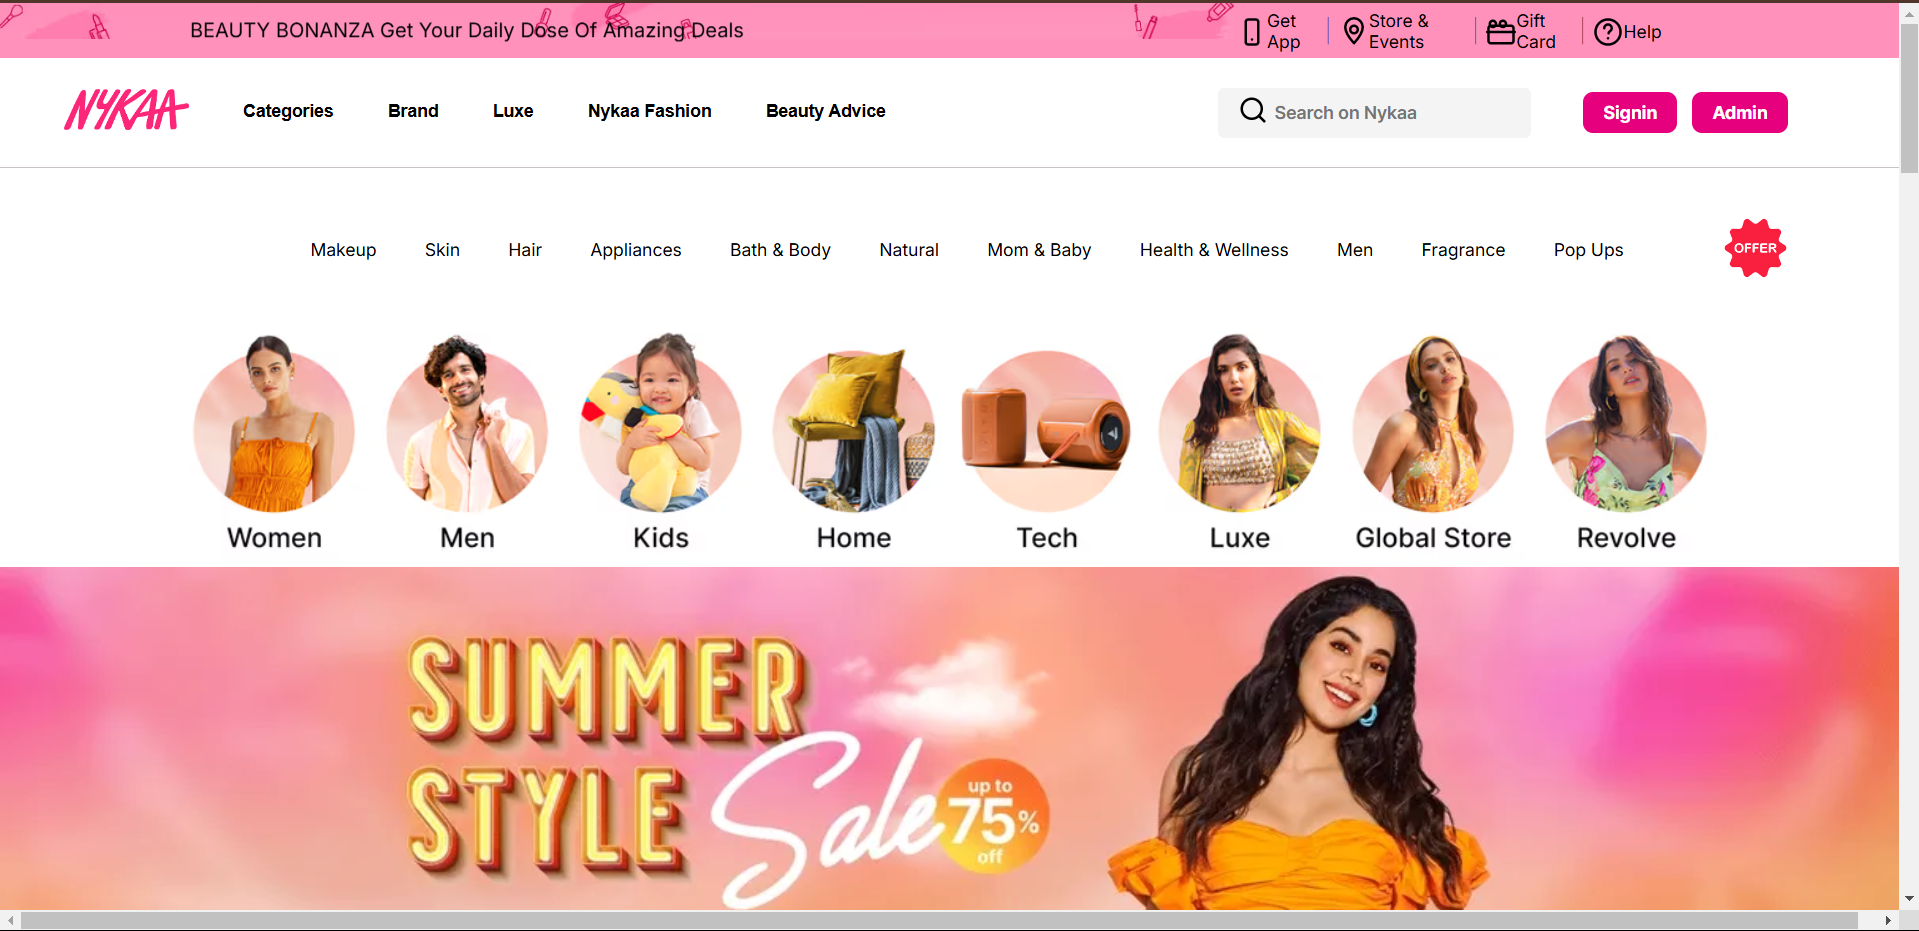 BEAUTY BONANZA Get Your Daily Dose Of Amazing Deals
Get App
Store & Events
Gift Card
Help
NYKAA
Categories
Brand
Luxe
Nykaa Fashion
Beauty Advice
Search on Nykaa
Signin
Admin
Makeup
Skin
Hair
Appliances
Bath & Body
Natural
Mom & Baby
Health & Wellness
Men
Fragrance
Pop Ups
OFFER
Women
Men
Kids
Home
Tech
Luxe
Global Store
Revolve
SUMMER
STYLE Sale
up to
75%
off